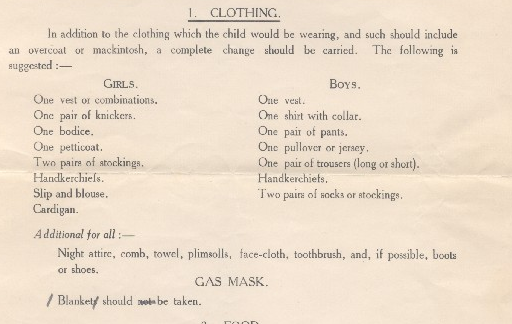 1. CLOTHING.
In addition to the clothing which the child would be wearing, and such should include
an overcoat or mackintosh, a complete change should be carried. The following is
suggested :—
GIRLS.
One vest or combinations.
One pair of knickers.
One bodice.
One petticoat.
Two pairs of stockings.
Handkerchiefs.
Slip and blouse.
Cardigan.
BOYS.
One vest.
One shirt with collar.
One pair of pants.
One pullover or jersey.
One pair of trousers (long or short).
Handkerchiefs.
Two pairs of socks or stockings.
Additional for all :—
Night attire, comb, towel, plimsolls, face-cloth, toothbrush, and, if possible, boots
or shoes.
GAS MASK.
Blanket should not be taken.
2. FOOD.